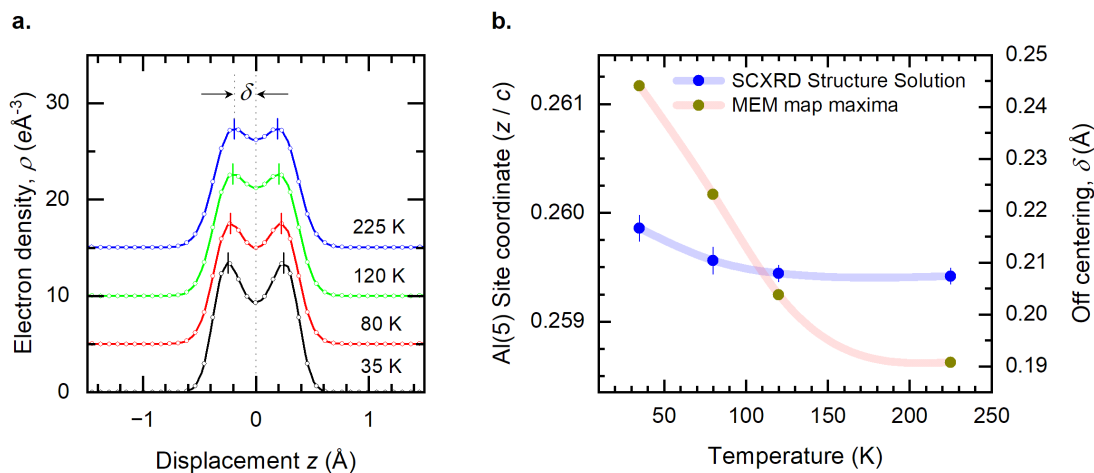 a.
δ
Electron density, ρ (eÅ⁻³)
30
20
10
0
225 K
120 K
80 K
35 K
−1
0
1
Displacement z (Å)
b.
SCXRD Structure Solution
MEM map maxima
Al(5) Site coordinate (z / c)
0.261
0.260
0.259
Off centering, δ (Å)
0.25
0.24
0.23
0.22
0.21
0.20
0.19
50
100
150
200
250
Temperature (K)